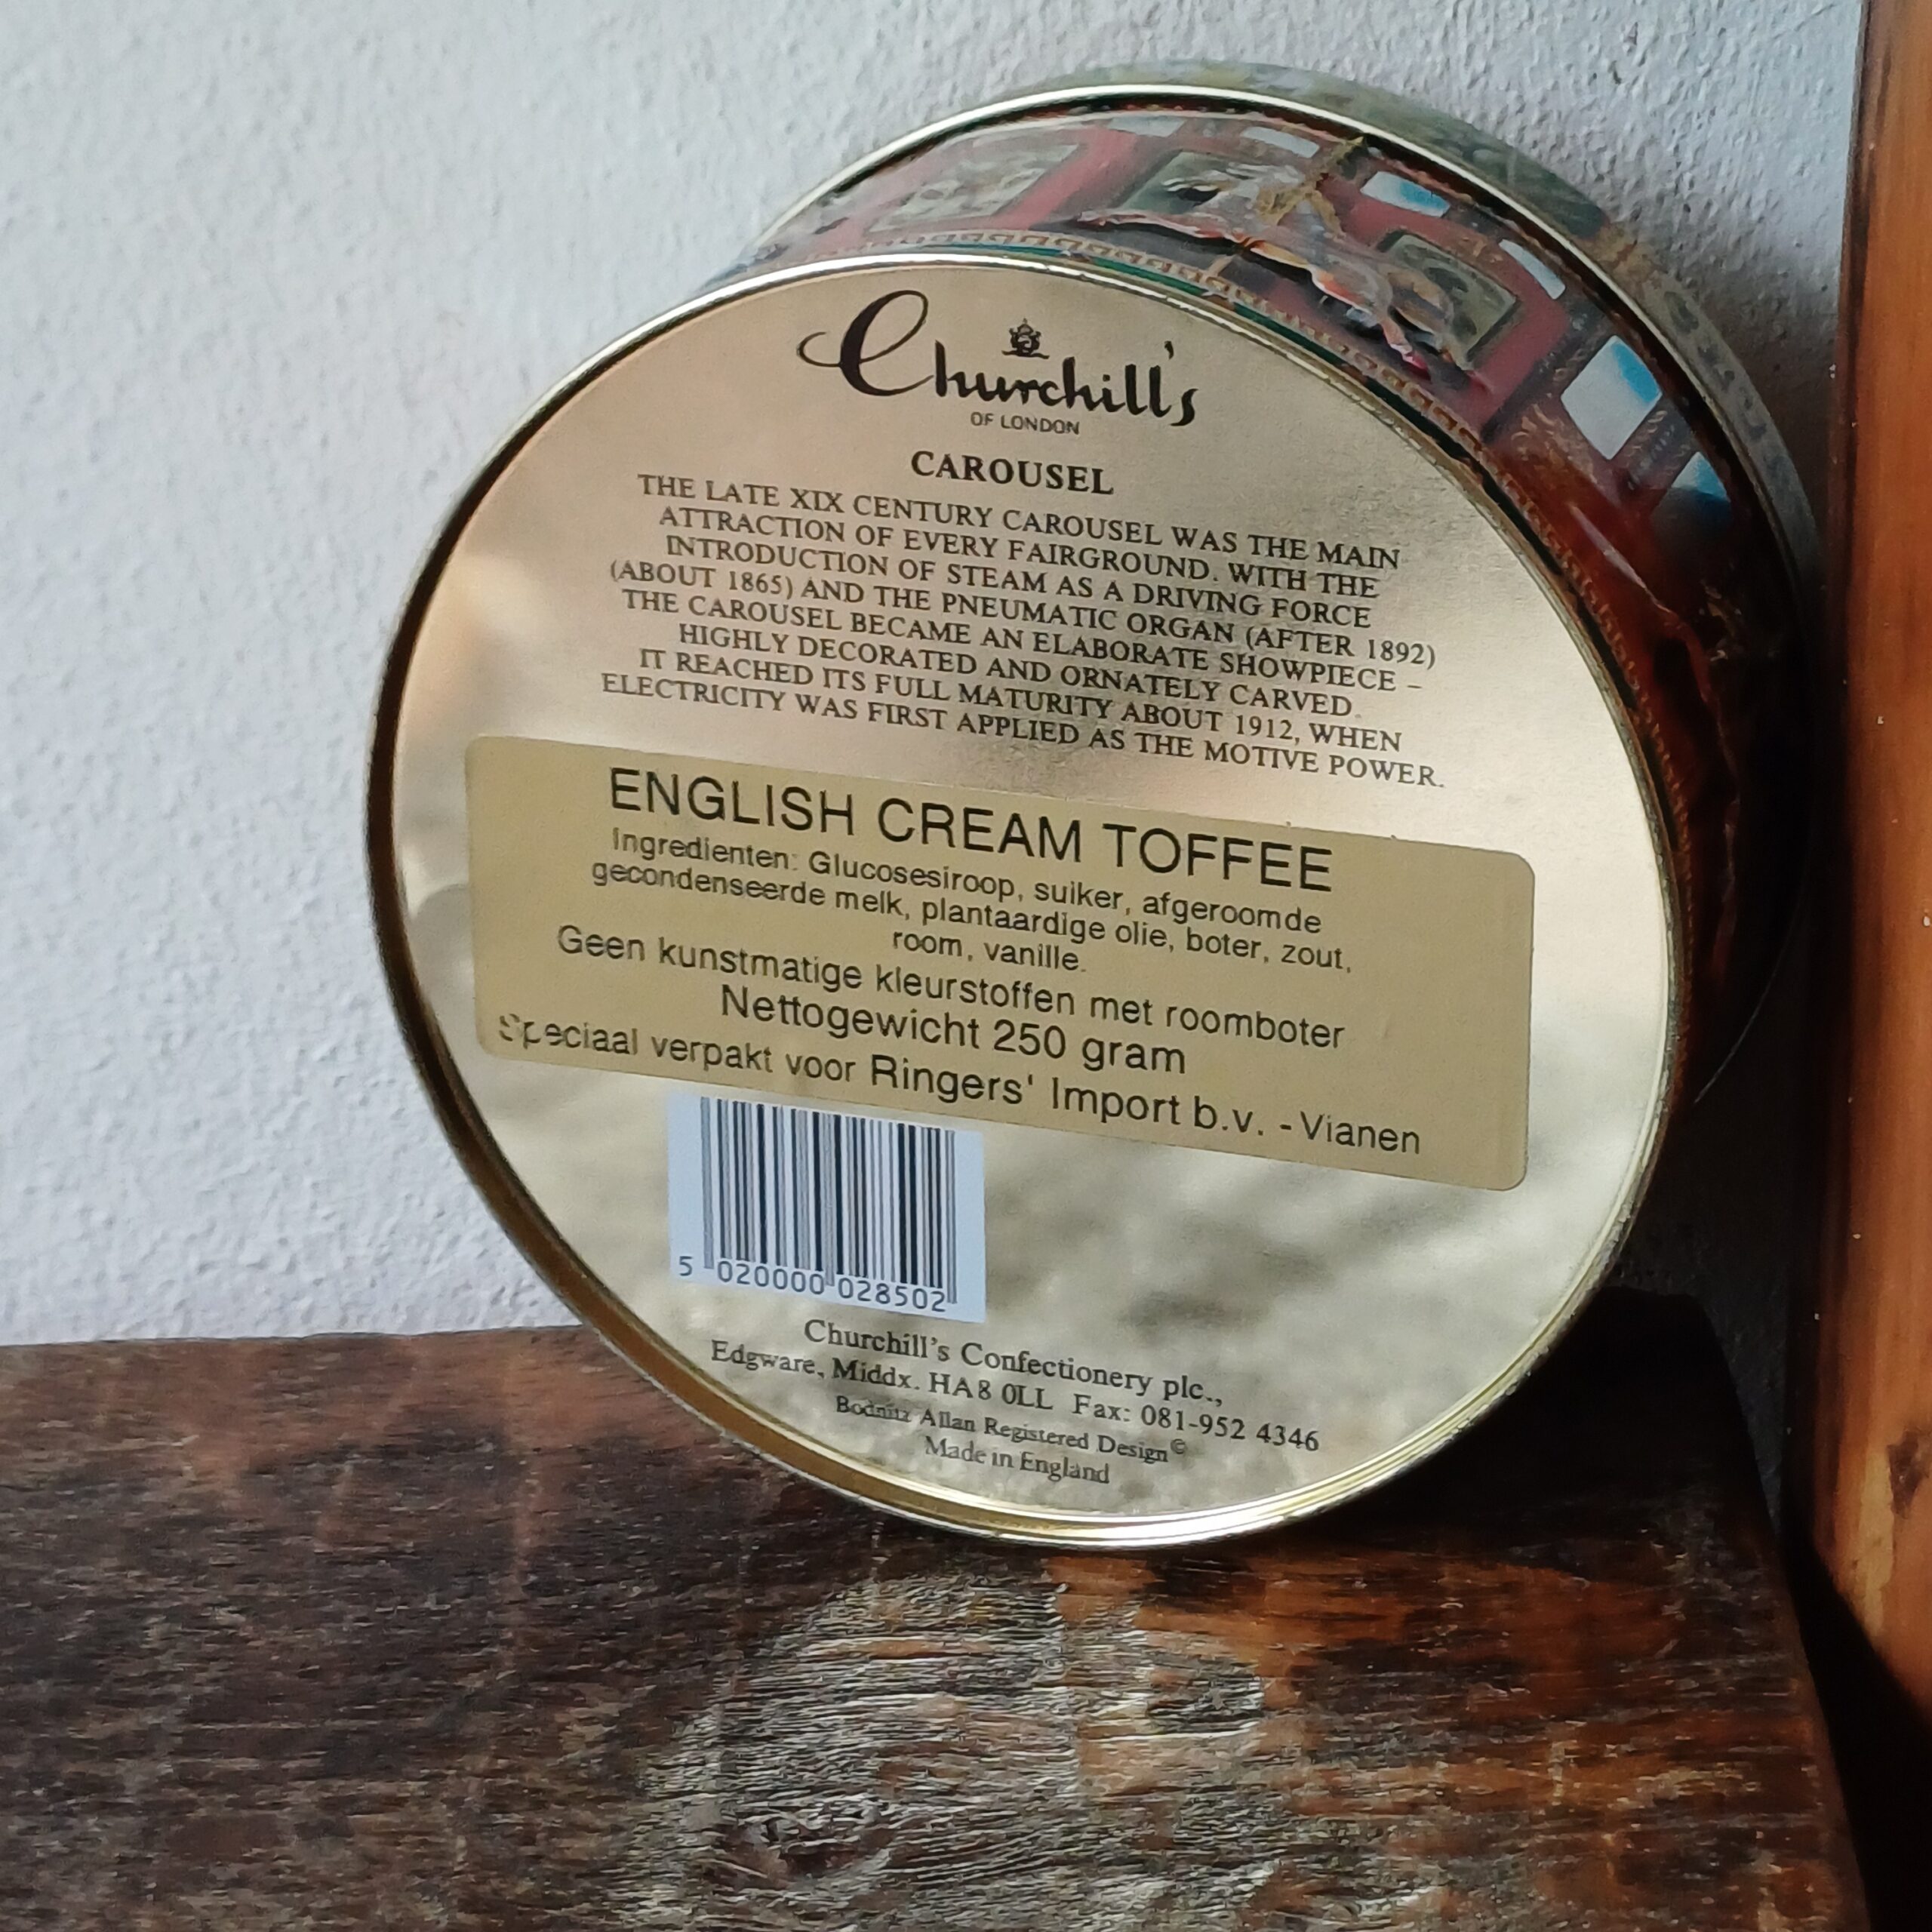 Churchill's
OF LONDON
CAROUSEL
THE LATE XIX CENTURY CAROUSEL WAS THE MAIN
ATTRACTION OF EVERY FAIRGROUND. WITH THE
INTRODUCTION OF STEAM AS A DRIVING FORCE
(ABOUT 1865) AND THE PNEUMATIC ORGAN (AFTER 1892)
THE CAROUSEL BECAME AN ELABORATE SHOWPIECE –
HIGHLY DECORATED AND ORNATELY CARVED.
IT REACHED ITS FULL MATURITY ABOUT 1912, WHEN
ELECTRICITY WAS FIRST APPLIED AS THE MOTIVE POWER.
ENGLISH CREAM TOFFEE
Ingredienten: Glucosesiroop, suiker, afgeroomde
gecondenseerde melk, plantaardige olie, boter, zout,
room, vanille.
Geen kunstmatige kleurstoffen met roomboter
Nettogewicht 250 gram
Speciaal verpakt voor Ringers' Import b.v. - Vianen
5 020000 028502
Churchill's Confectionery plc.,
Edgware, Middx. HA8 0LL Fax: 081-952 4346
Bodnitz Allan Registered Design©
Made in England